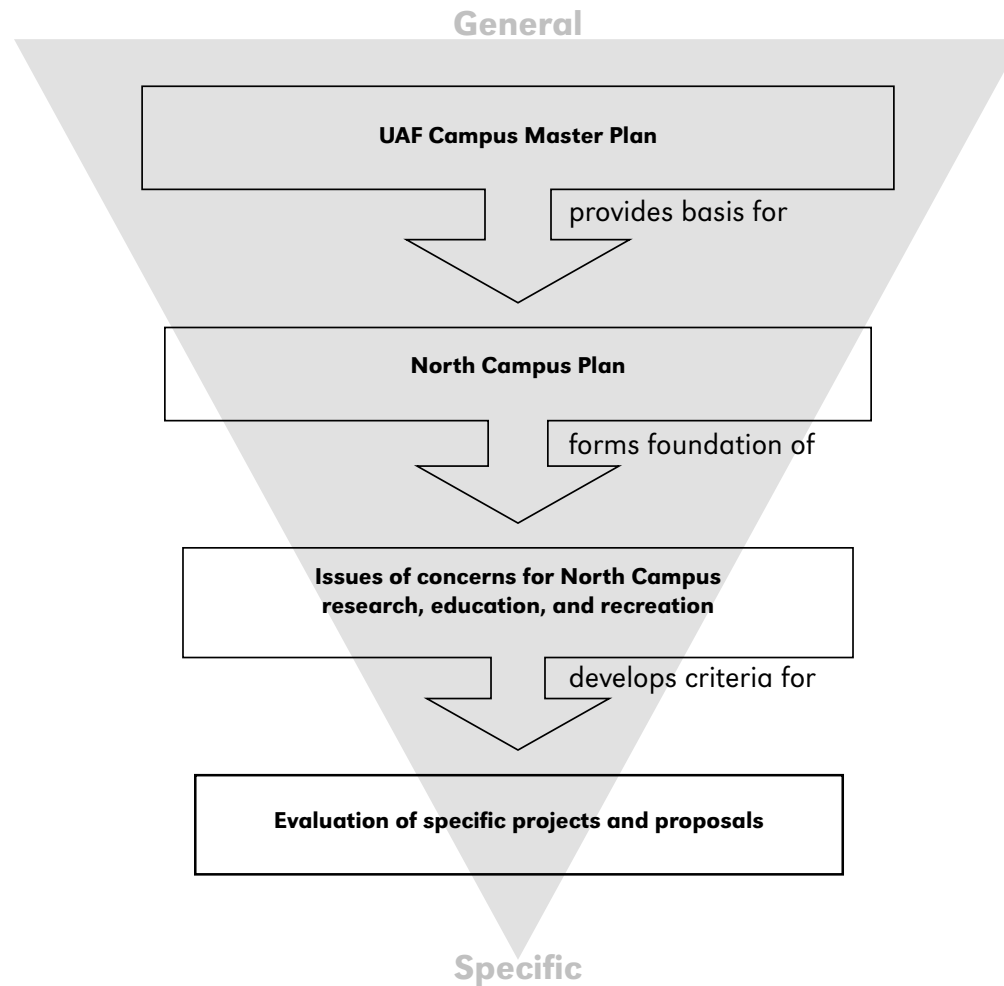 General
UAF Campus Master Plan
provides basis for
North Campus Plan
forms foundation of
Issues of concerns for North Campus
research, education, and recreation
develops criteria for
Evaluation of specific projects and proposals
Specific